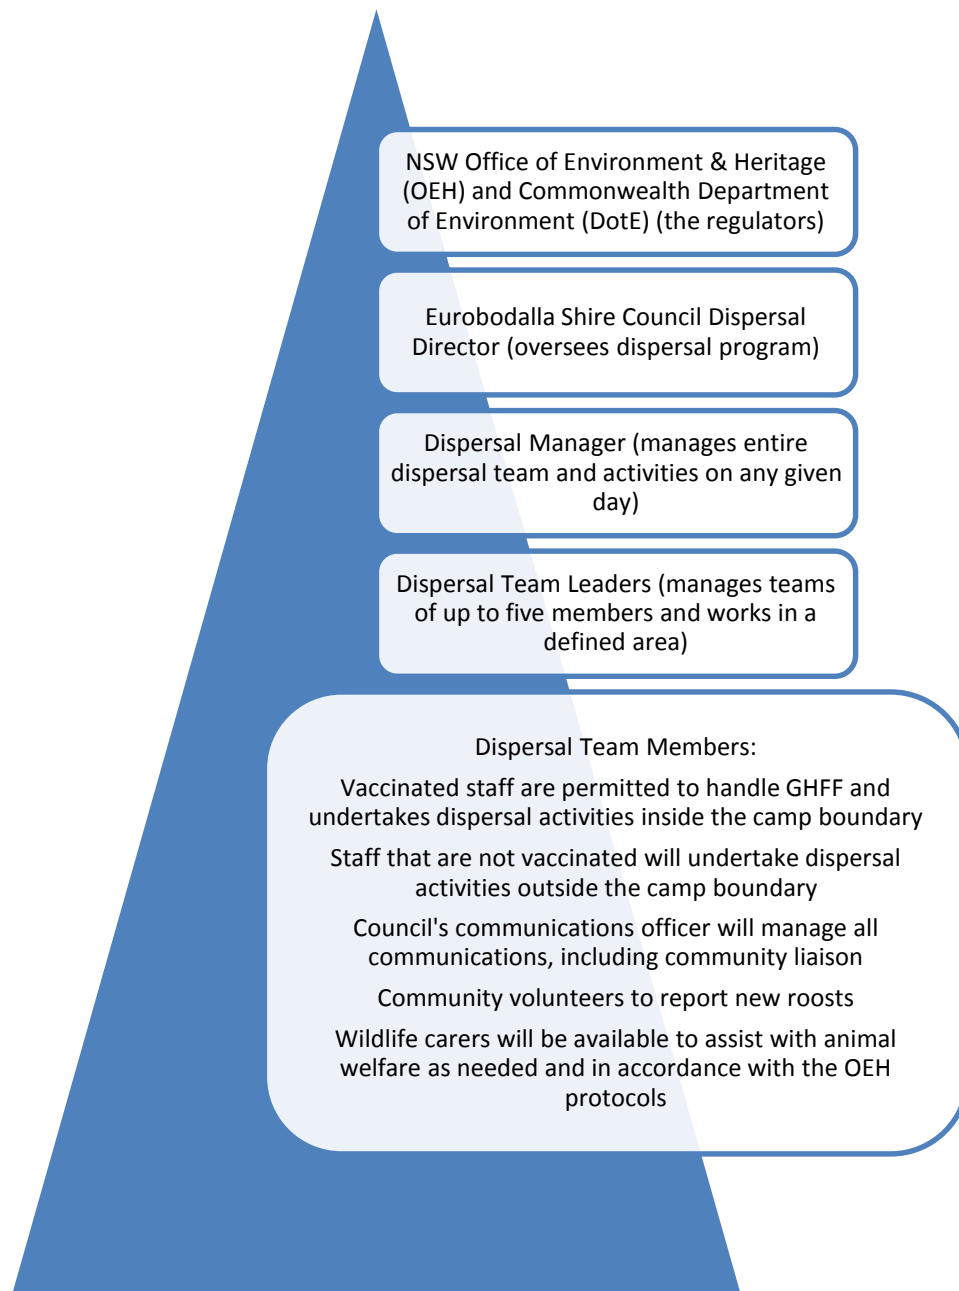 NSW Office of Environment & Heritage
(OEH) and Commonwealth Department
of Environment (DotE) (the regulators)
Eurobodalla Shire Council Dispersal
Director (oversees dispersal program)
Dispersal Manager (manages entire
dispersal team and activities on any given
day)
Dispersal Team Leaders (manages teams
of up to five members and works in a
defined area)
Dispersal Team Members:
Vaccinated staff are permitted to handle GHFF and
undertakes dispersal activities inside the camp boundary
Staff that are not vaccinated will undertake dispersal
activities outside the camp boundary
Council's communications officer will manage all
communications, including community liaison
Community volunteers to report new roosts
Wildlife carers will be available to assist with animal
welfare as needed and in accordance with the OEH
protocols